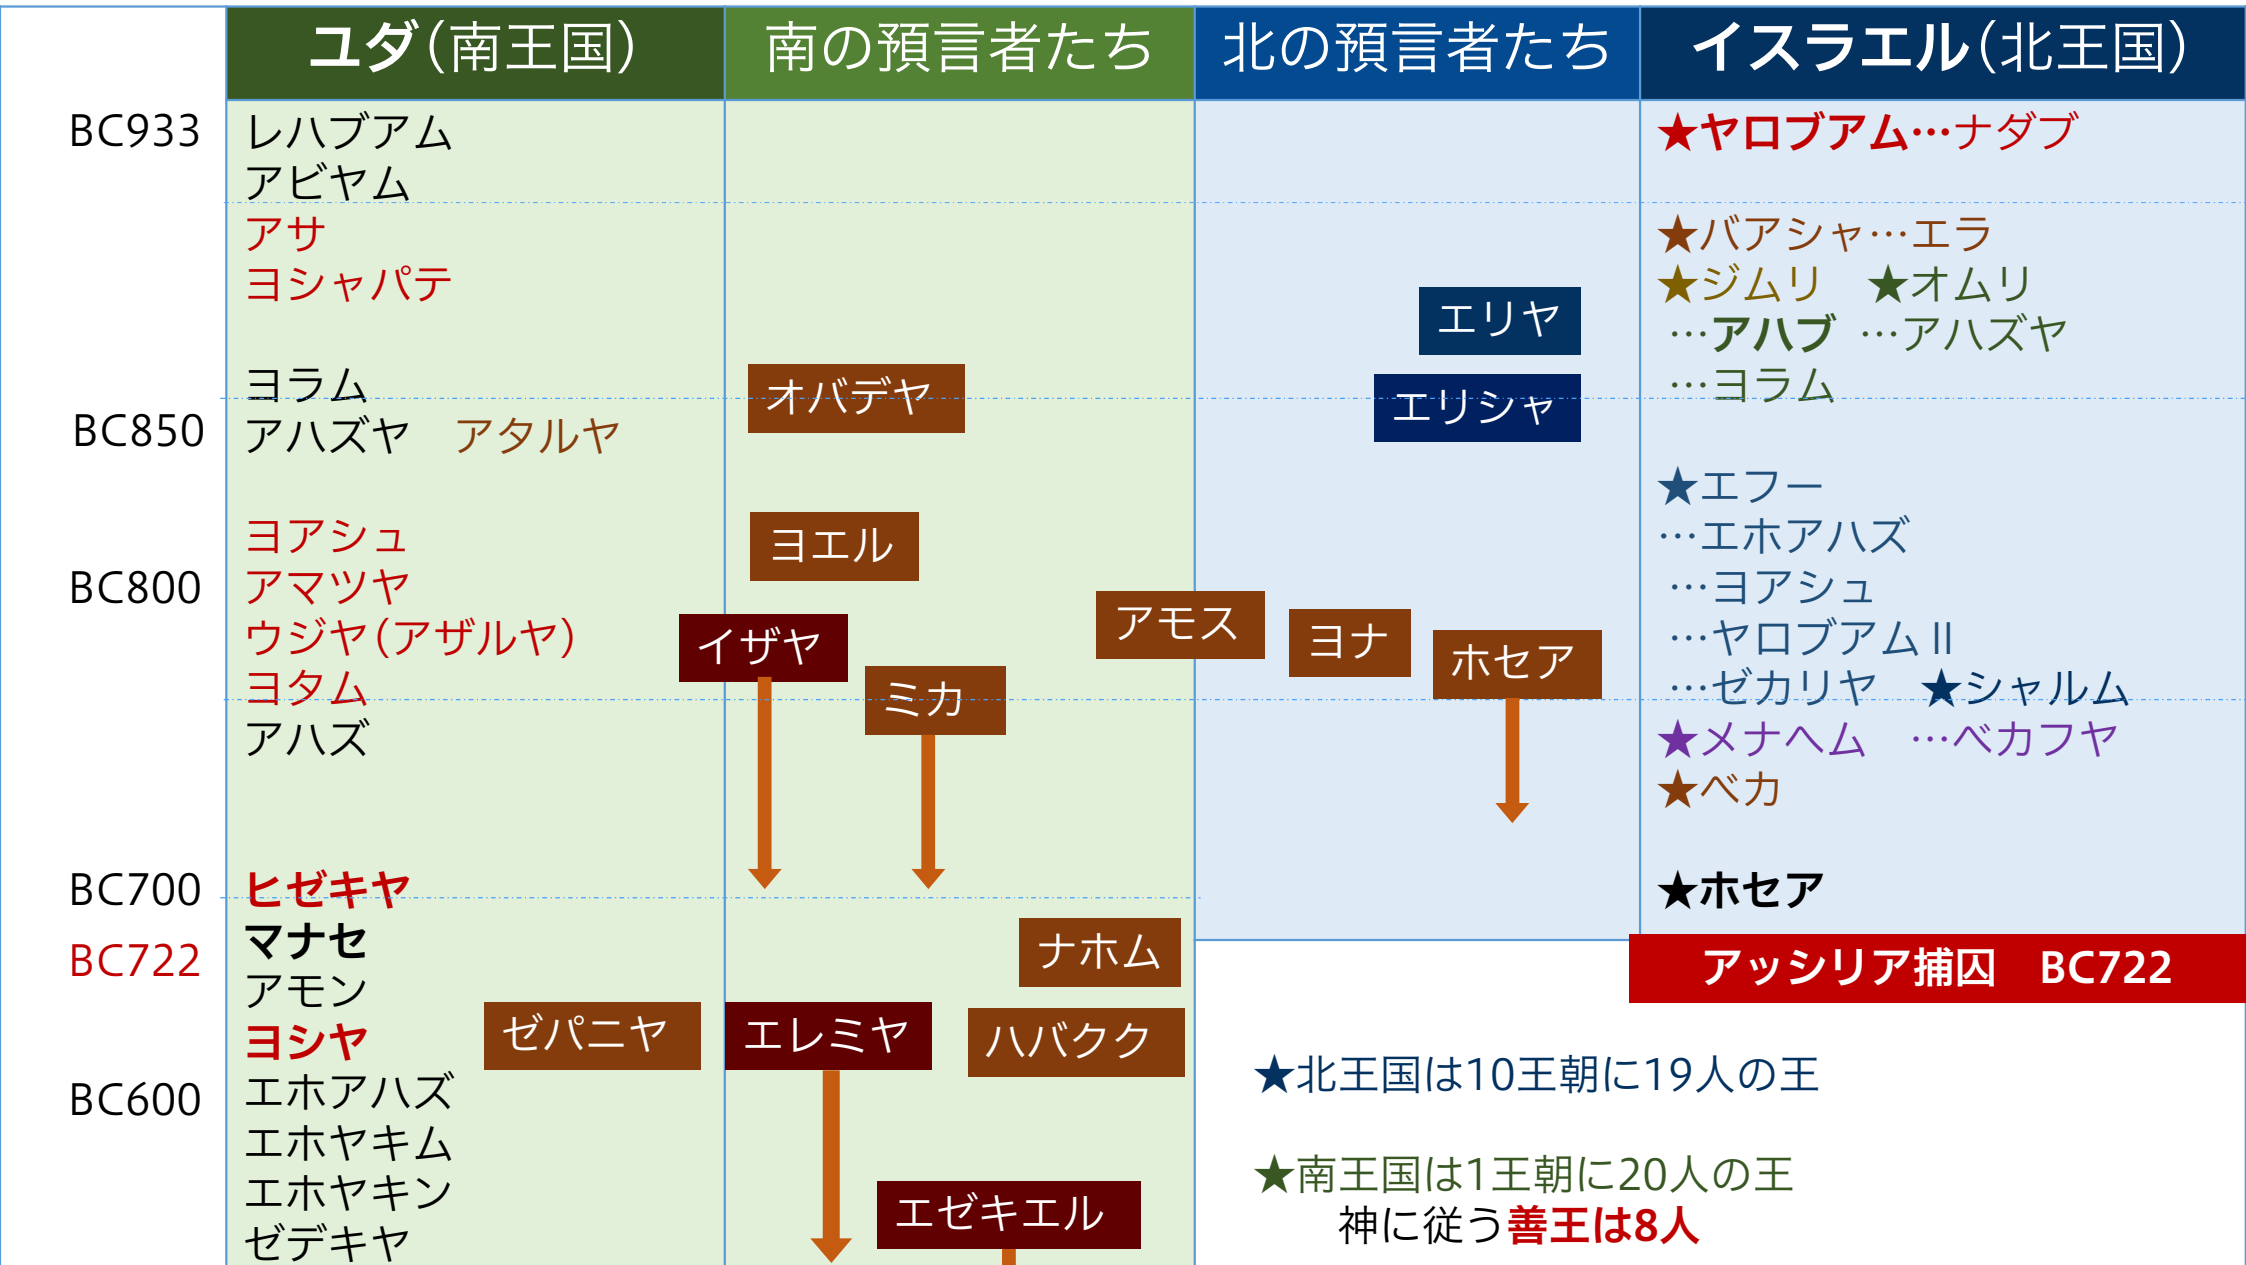 ユダ(南王国)
南の預言者たち
北の預言者たち
イスラエル(北王国)
BC933
レハブアム
★ヤロブアム…ナダブ
アビヤム
アサ
★バアシャ…エラ
ヨシャパテ
★ジムリ　★オムリ
エリヤ
…アハブ …アハズヤ
ヨラム
オバデヤ
エリシャ
…ヨラム
BC850
アハズヤ　アタルヤ
★エフー
ヨアシュ
ヨエル
…エホアハズ
BC800
アマツヤ
…ヨアシュ
ウジヤ(アザルヤ)
イザヤ
アモス
ヨナ
ホセア
…ヤロブアムⅡ
ヨタム
ミカ
…ゼカリヤ　★シャルム
アハズ
★メナヘム　…ベカフヤ
★ベカ
BC700
ヒゼキヤ
★ホセア
BC722
マナセ
ナホム
アッシリア捕囚　BC722
アモン
ヨシヤ
ゼパニヤ
エレミヤ
ハバクク
BC600
エホアハズ
★北王国は10王朝に19人の王
エホヤキム
★南王国は1王朝に20人の王
エホヤキン
エゼキエル
神に従う善王は8人
ゼデキヤ